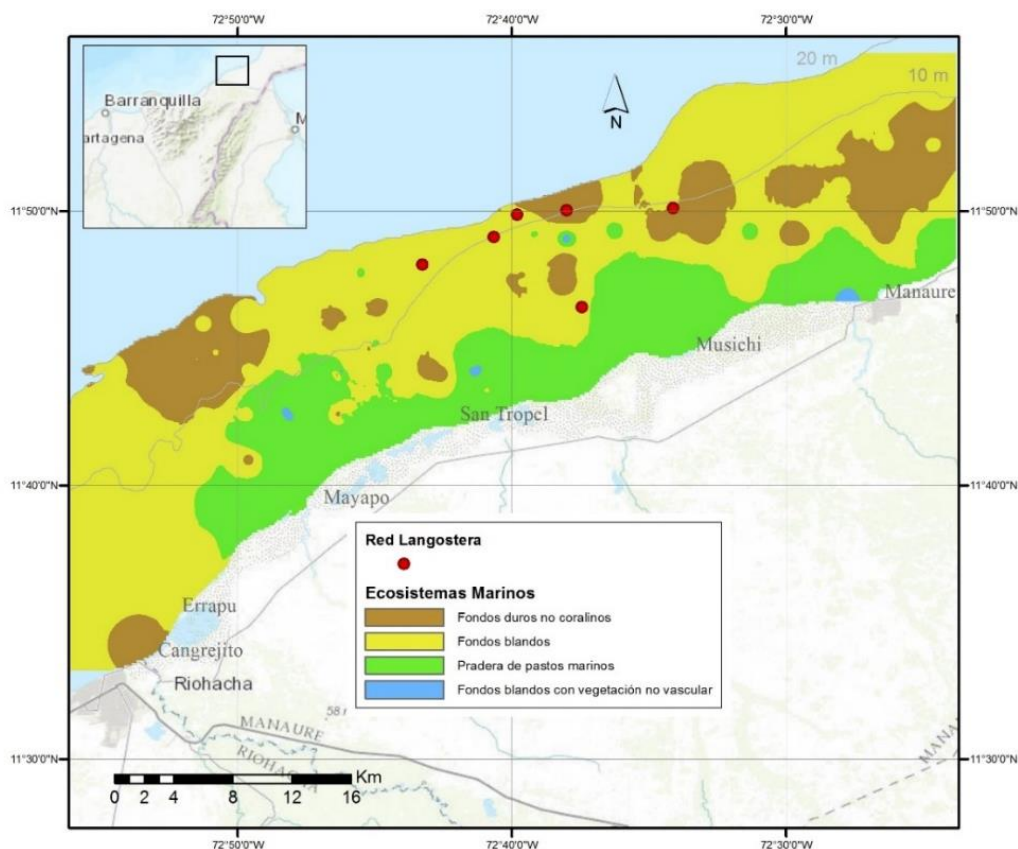 72°50'0"W
72°40'0"W
72°30'0"W
Barranquilla
artagena
M
N
20 m
10 m
11°50'0"N
11°50'0"N
Manaure
Musichi
San Tropel
11°40'0"N
11°40'0"N
Mayapo
Red Langostera
Ecosistemas Marinos
Fondos duros no coralinos
Fondos blandos
Pradera de pastos marinos
Fondos blandos con vegetación no vascular
Errapu
Cangrejito
Riohacha
58
MANAURE
RIOHACHA
MANA
11°30'0"N
11°30'0"N
Km
0 2 4 8 12 16
72°50'0"W
72°40'0"W
72°30'0"W